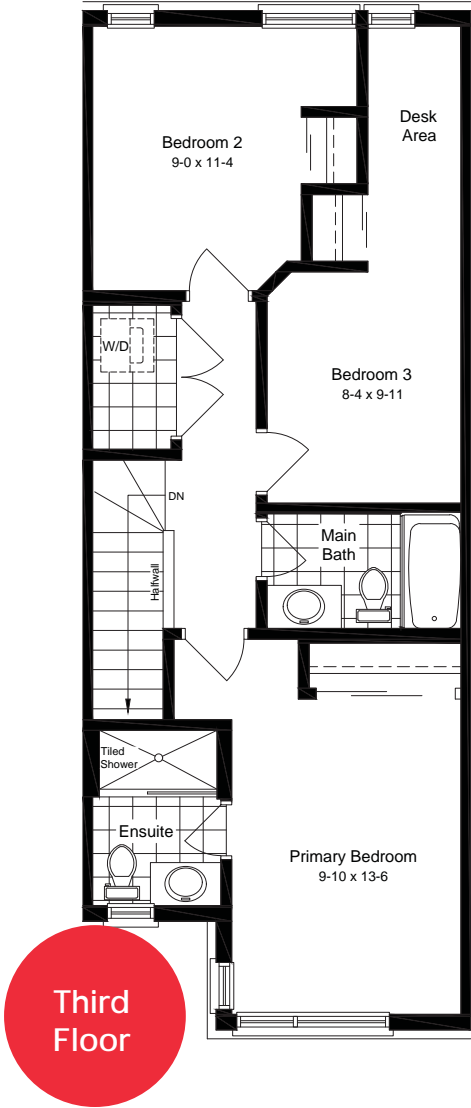 Desk
Area
Bedroom 2
9-0 x 11-4
W/D
Bedroom 3
8-4 x 9-11
DN
Main
Bath
Halfwall
Tiled
Shower
Ensuite
Primary Bedroom
9-10 x 13-6
Third
Floor